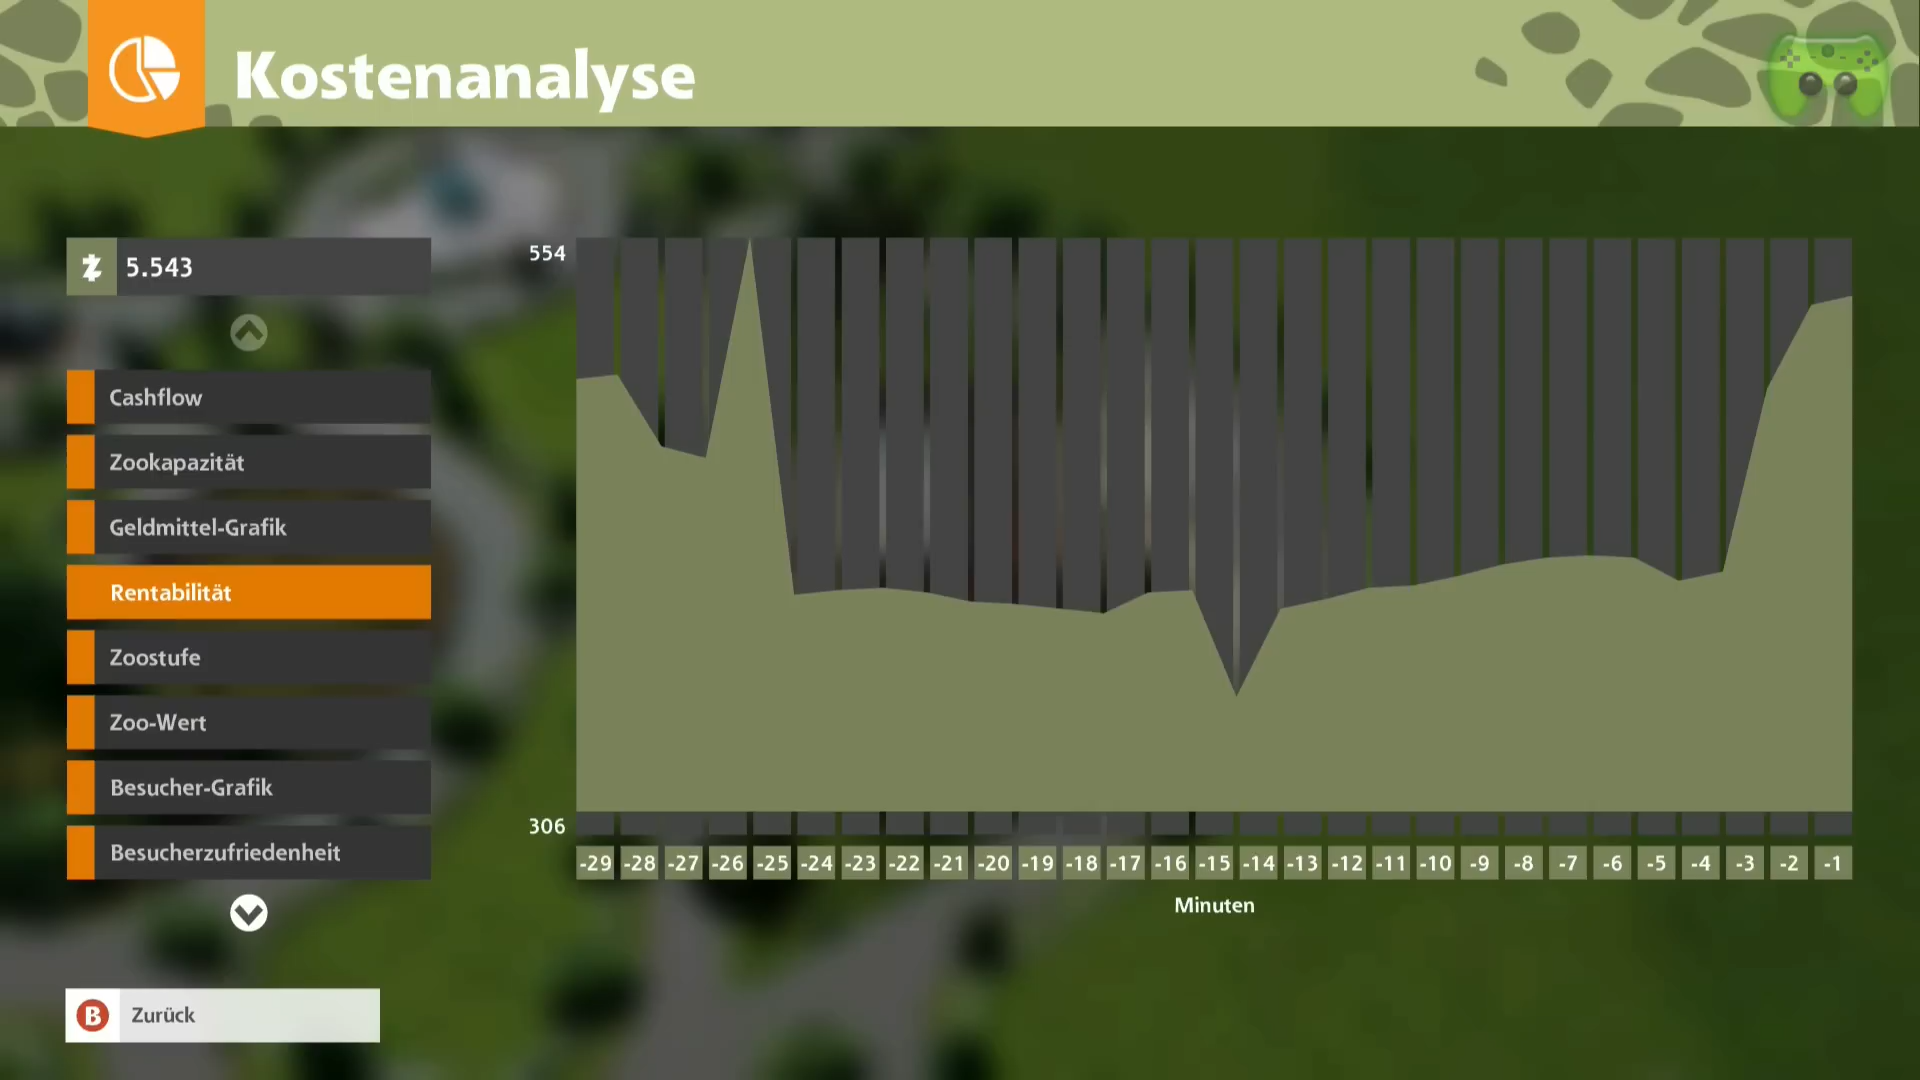 Kostenanalyse
5.543
Cashflow
Zookapazität
Geldmittel-Grafik
Rentabilität
Zoostufe
Zoo-Wert
Besucher-Grafik
Besucherzufriedenheit
B Zurück
554
306
-29 -28 -27 -26 -25 -24 -23 -22 -21 -20 -19 -18 -17 -16 -15 -14 -13 -12 -11 -10 -9 -8 -7 -6 -5 -4 -3 -2 -1
Minuten